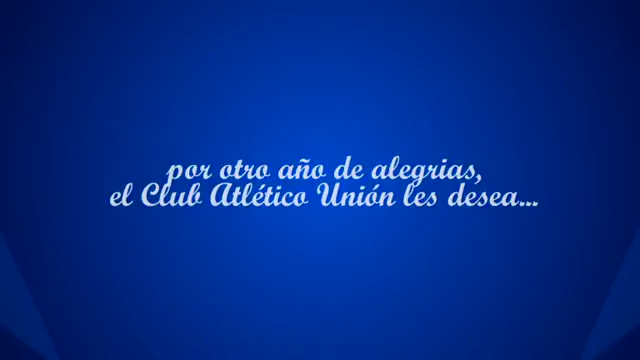 por otro año de alegrias,
el Club Atlético Unión les desea...